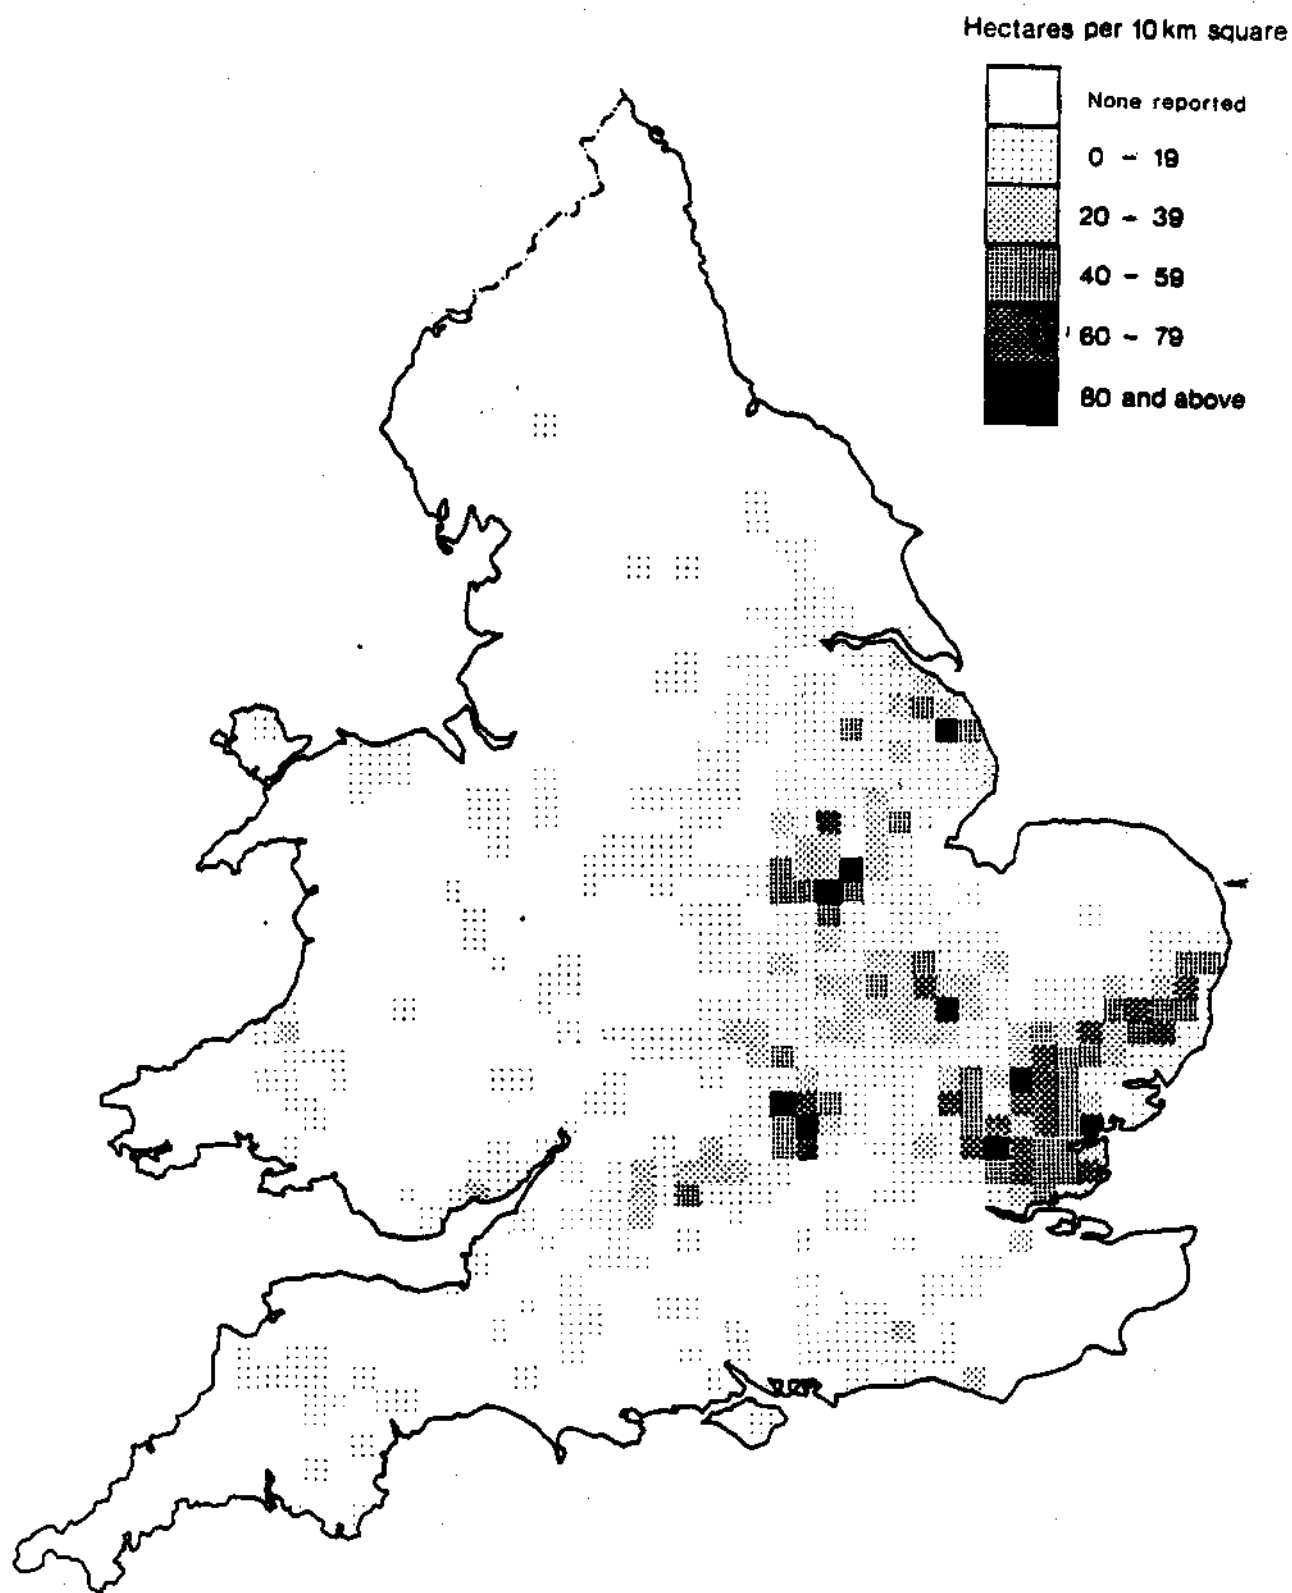 Hectares per 10 km square
None reported
0 - 19
20 - 39
40 - 59
60 - 79
80 and above